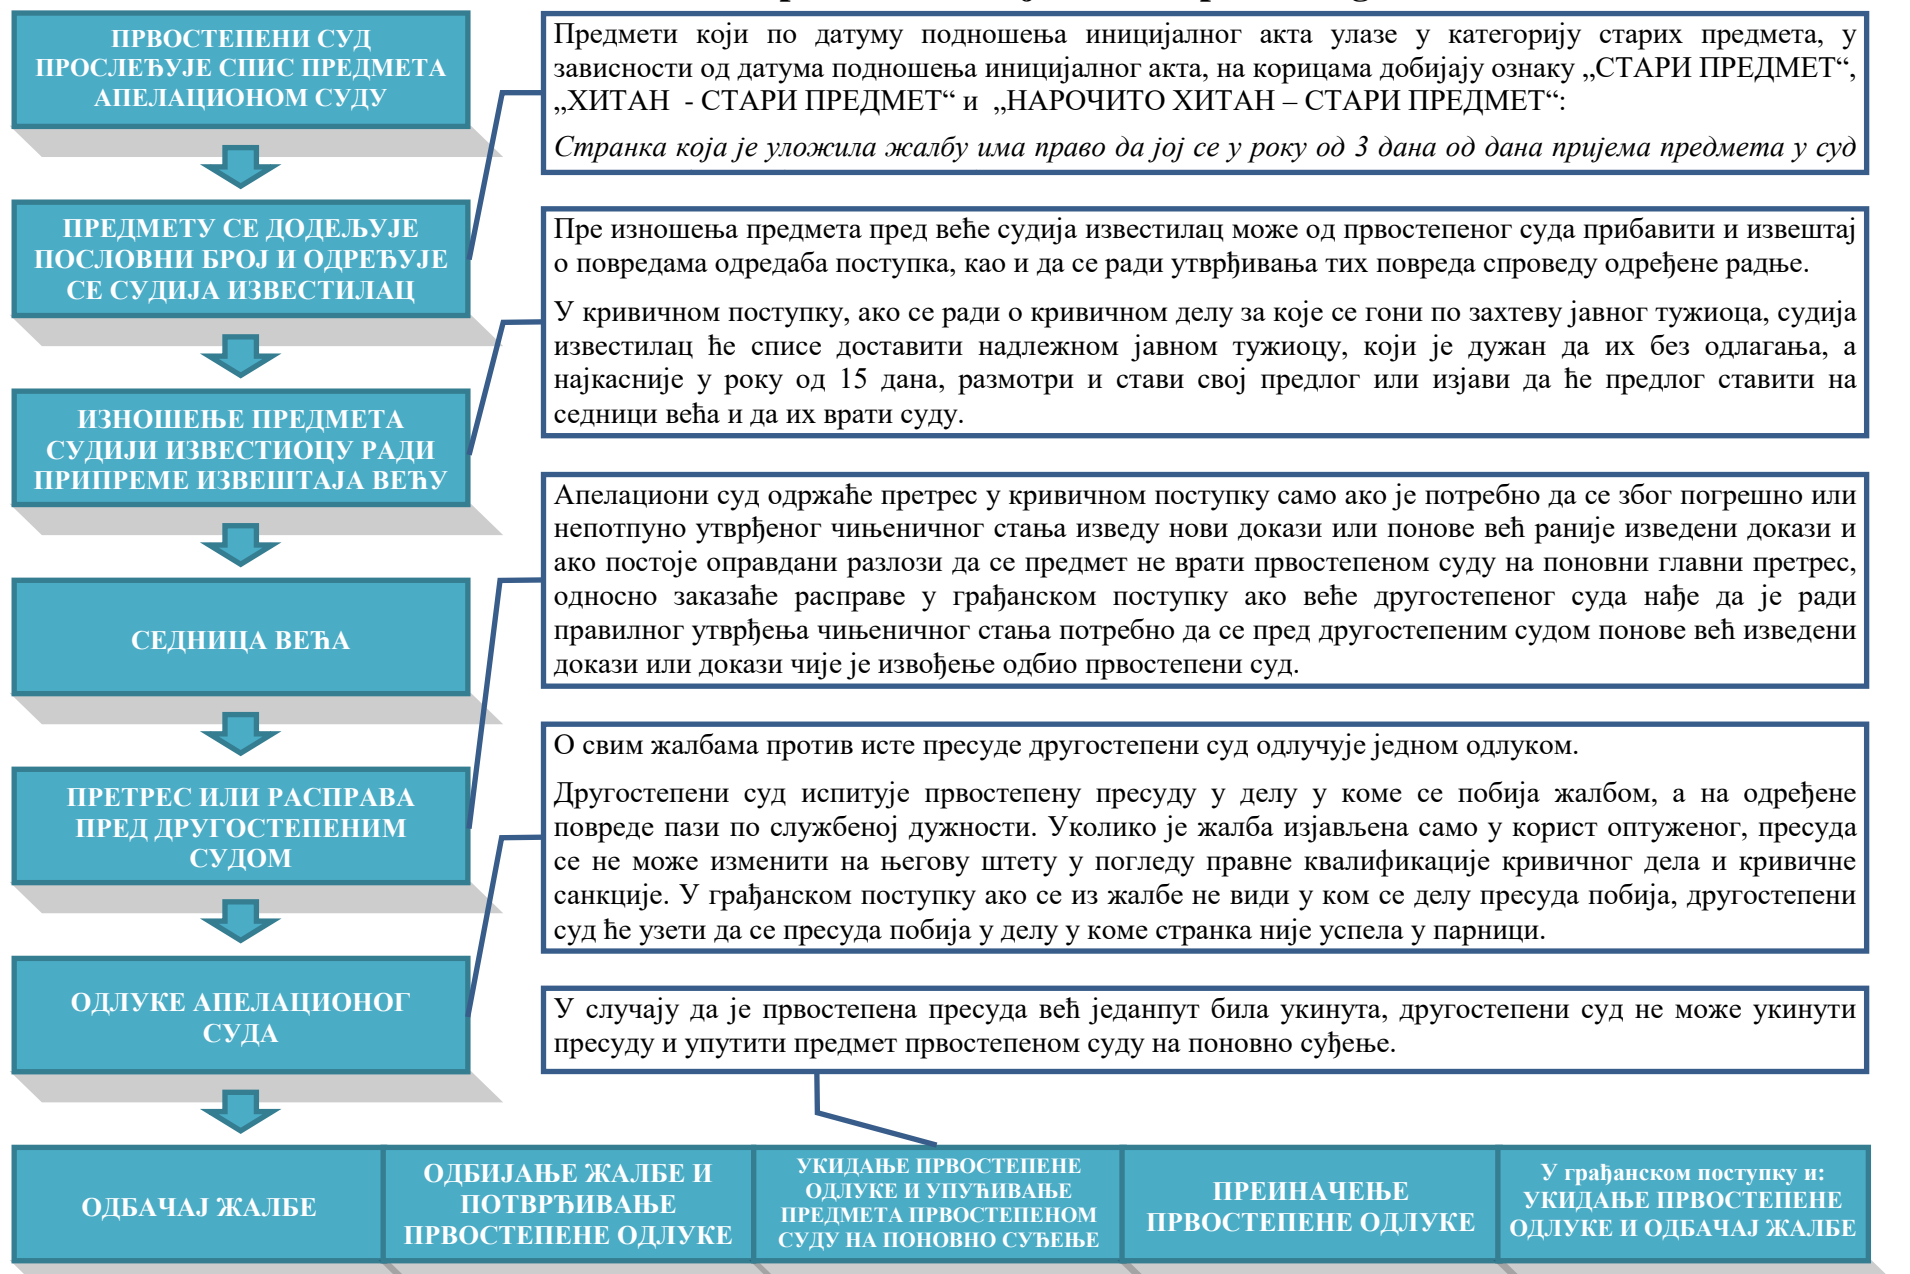 ПРВОСТЕПЕНИ СУД
ПРОСЛЕЂУЈЕ СПИС ПРЕДМЕТА
АПЕЛАЦИОНОМ СУДУ
Предмети који по датуму подношења иницијалног акта улазе у категорију старих предмета, у
зависности од датума подношења иницијалног акта, на корицама добијају ознаку „СТАРИ ПРЕДМЕТ“,
„ХИТАН - СТАРИ ПРЕДМЕТ“ и „НАРОЧИТО ХИТАН – СТАРИ ПРЕДМЕТ“:
Странка која је уложила жалбу има право да јој се у року од 3 дана од дана пријема предмета у суд
ПРЕДМЕТУ СЕ ДОДЕЉУЈЕ
ПОСЛОВНИ БРОЈ И ОДРЕЂУЈЕ
СЕ СУДИЈА ИЗВЕСТИЛАЦ
Пре изношења предмета пред веће судија известилац може од првостепеног суда прибавити и извештај
о повредама одредаба поступка, као и да се ради утврђивања тих повреда спроведу одређене радње.
У кривичном поступку, ако се ради о кривичном делу за које се гони по захтеву јавног тужиоца, судија
известилац ће списе доставити надлежном јавном тужиоцу, који је дужан да их без одлагања, а
најкасније у року од 15 дана, размотри и стави свој предлог или изјави да ће предлог ставити на
седници већа и да их врати суду.
ИЗНОШЕЊЕ ПРЕДМЕТА
СУДИЈИ ИЗВЕСТИОЦУ РАДИ
ПРИПРЕМЕ ИЗВЕШТАЈА ВЕЋУ
Апелациони суд одржаће претрес у кривичном поступку само ако је потребно да се због погрешно или
непотпуно утврђеног чињеничног стања изведу нови докази или понове већ раније изведени докази и
ако постоје оправдани разлози да се предмет не врати првостепеном суду на поновни главни претрес,
односно заказаће расправе у грађанском поступку ако веће другостепеног суда нађе да је ради
правилног утврђења чињеничног стања потребно да се пред другостепеним судом понове већ изведени
докази или докази чије је извођење одбио првостепени суд.
СЕДНИЦА ВЕЋА
О свим жалбама против исте пресуде другостепени суд одлучује једном одлуком.
Другостепени суд испитује првостепену пресуду у делу у коме се побија жалбом, а на одређене
повреде пази по службеној дужности. Уколико је жалба изјављена само у корист оптуженог, пресуда
се не може изменити на његову штету у погледу правне квалификације кривичног дела и кривичне
санкције. У грађанском поступку ако се из жалбе не види у ком се делу пресуда побија, другостепени
суд ће узети да се пресуда побија у делу у коме странка није успела у парници.
ПРЕТРЕС ИЛИ РАСПРАВА
ПРЕД ДРУГОСТЕПЕНИМ
СУДОМ
ОДЛУКЕ АПЕЛАЦИОНОГ
СУДА
У случају да је првостепена пресуда већ једанпут била укинута, другостепени суд не може укинути
пресуду и упутити предмет првостепеном суду на поновно суђење.
ОДБАЧАЈ ЖАЛБЕ
ОДБИЈАЊЕ ЖАЛБЕ И
ПОТВРЂИВАЊЕ
ПРВОСТЕПЕНЕ ОДЛУКЕ
УКИДАЊЕ ПРВОСТЕПЕНЕ
ОДЛУКЕ И УПУЋИВАЊЕ
ПРЕДМЕТА ПРВОСТЕПЕНОМ
СУДУ НА ПОНОВНО СУЂЕЊЕ
ПРЕИНАЧЕЊЕ
ПРВОСТЕПЕНЕ ОДЛУКЕ
У грађанском поступку и:
УКИДАЊЕ ПРВОСТЕПЕНЕ
ОДЛУКЕ И ОДБАЧАЈ ЖАЛБЕ